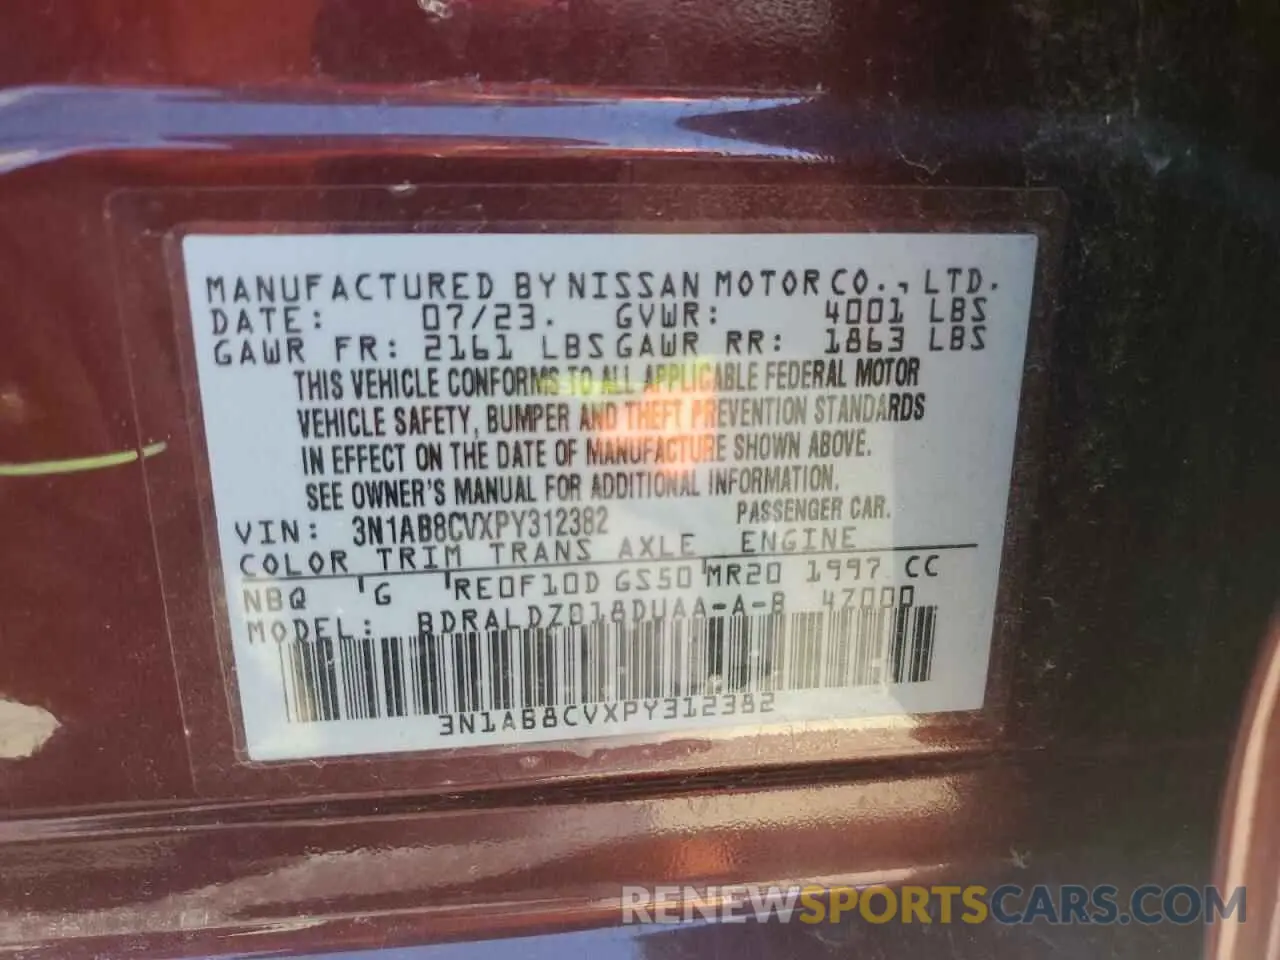 MANUFACTURED BY NISSAN MOTOR CO., LTD.
DATE: 07/23. GVWR: 4001 LBS
GAWR FR: 2161 LBS GAWR RR: 1863 LBS
THIS VEHICLE CONFORMS TO ALL APPLICABLE FEDERAL MOTOR
VEHICLE SAFETY, BUMPER AND THEFT PREVENTION STANDARDS
IN EFFECT ON THE DATE OF MANUFACTURE SHOWN ABOVE.
SEE OWNER'S MANUAL FOR ADDITIONAL INFORMATION.
VIN: 3N1AB8CVXPY312382 PASSENGER CAR.
COLOR TRIM TRANS AXLE ENGINE
NBQ G RE0F10D GS50 MR20 1997 CC
MODEL: BDRALDZ018DUAA-A-B 4Z000
3N1AB8CVXPY312382
RENEWSPORTSCARS.COM